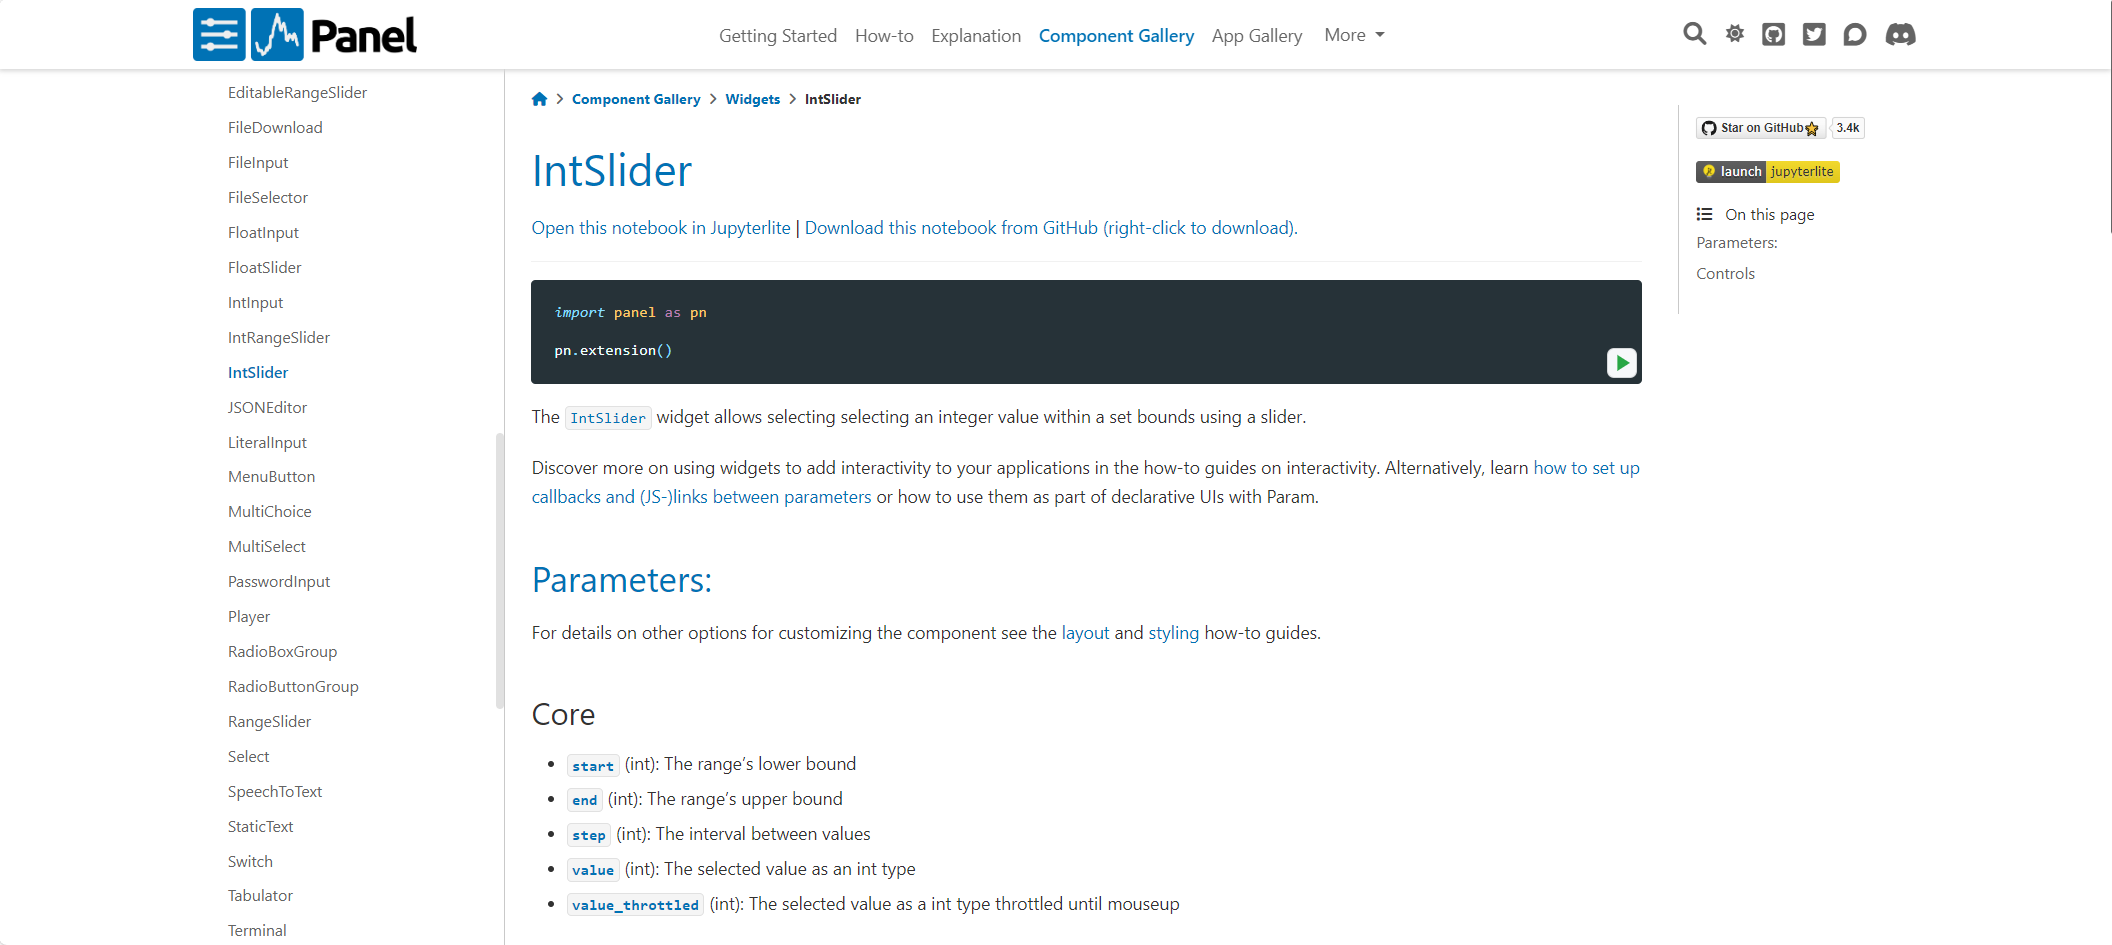 Panel
Getting Started How-to Explanation Component Gallery App Gallery More
EditableRangeSlider
FileDownload
FileInput
FileSelector
FloatInput
FloatSlider
IntInput
IntRangeSlider
IntSlider
JSONEditor
LiteralInput
MenuButton
MultiChoice
MultiSelect
PasswordInput
Player
RadioBoxGroup
RadioButtonGroup
RangeSlider
Select
SpeechToText
StaticText
Switch
Tabulator
Terminal
Component Gallery > Widgets > IntSlider
IntSlider
Open this notebook in Jupyterlite | Download this notebook from GitHub (right-click to download).
import panel as pn
pn.extension()
The IntSlider widget allows selecting selecting an integer value within a set bounds using a slider.
Discover more on using widgets to add interactivity to your applications in the how-to guides on interactivity. Alternatively, learn how to set up
callbacks and (JS-)links between parameters or how to use them as part of declarative UIs with Param.
Parameters:
For details on other options for customizing the component see the layout and styling how-to guides.
Core
• start (int): The range’s lower bound
• end (int): The range’s upper bound
• step (int): The interval between values
• value (int): The selected value as an int type
• value_throttled (int): The selected value as a int type throttled until mouseup
Star on GitHub 3.4k
launch jupyterlite
On this page
Parameters:
Controls